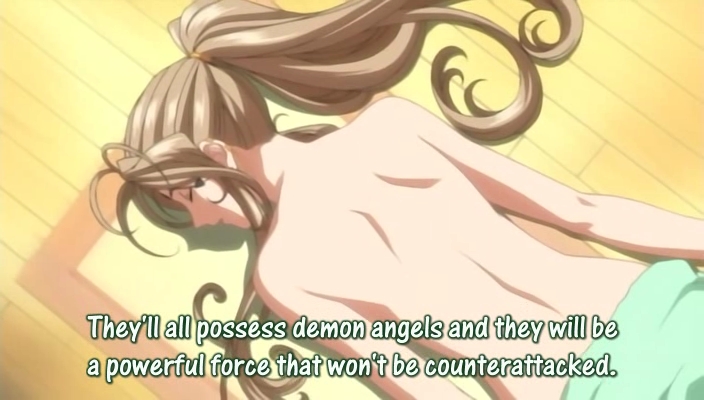 They'll all possess demon angels and they will be
a powerful force that won't be counterattacked.